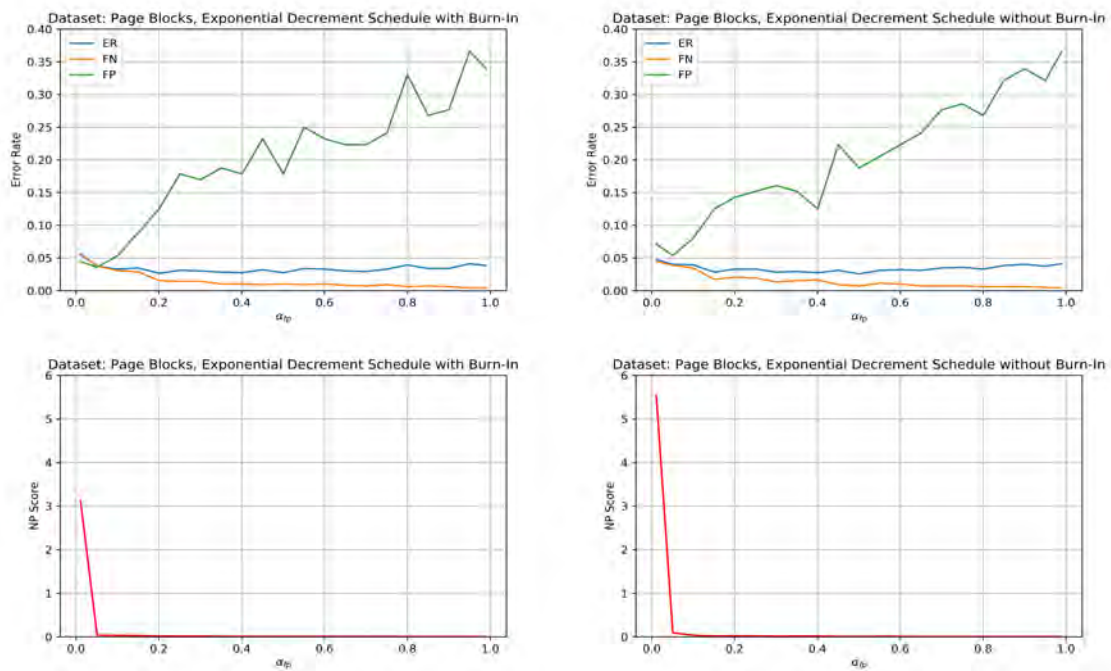 Dataset: Page Blocks, Exponential Decrement Schedule with Burn-In
0.40
0.35
0.30
0.25
0.20
0.15
0.10
0.05
0.00
Error Rate
ER
FN
FP
0.0 0.2 0.4 0.6 0.8 1.0
αfp
Dataset: Page Blocks, Exponential Decrement Schedule without Burn-In
0.40
0.35
0.30
0.25
0.20
0.15
0.10
0.05
0.00
Error Rate
ER
FN
FP
0.0 0.2 0.4 0.6 0.8 1.0
αfp
Dataset: Page Blocks, Exponential Decrement Schedule with Burn-In
6
5
4
3
2
1
0
NP Score
0.0 0.2 0.4 0.6 0.8 1.0
αfp
Dataset: Page Blocks, Exponential Decrement Schedule without Burn-In
6
5
4
3
2
1
0
NP Score
0.0 0.2 0.4 0.6 0.8 1.0
αfp